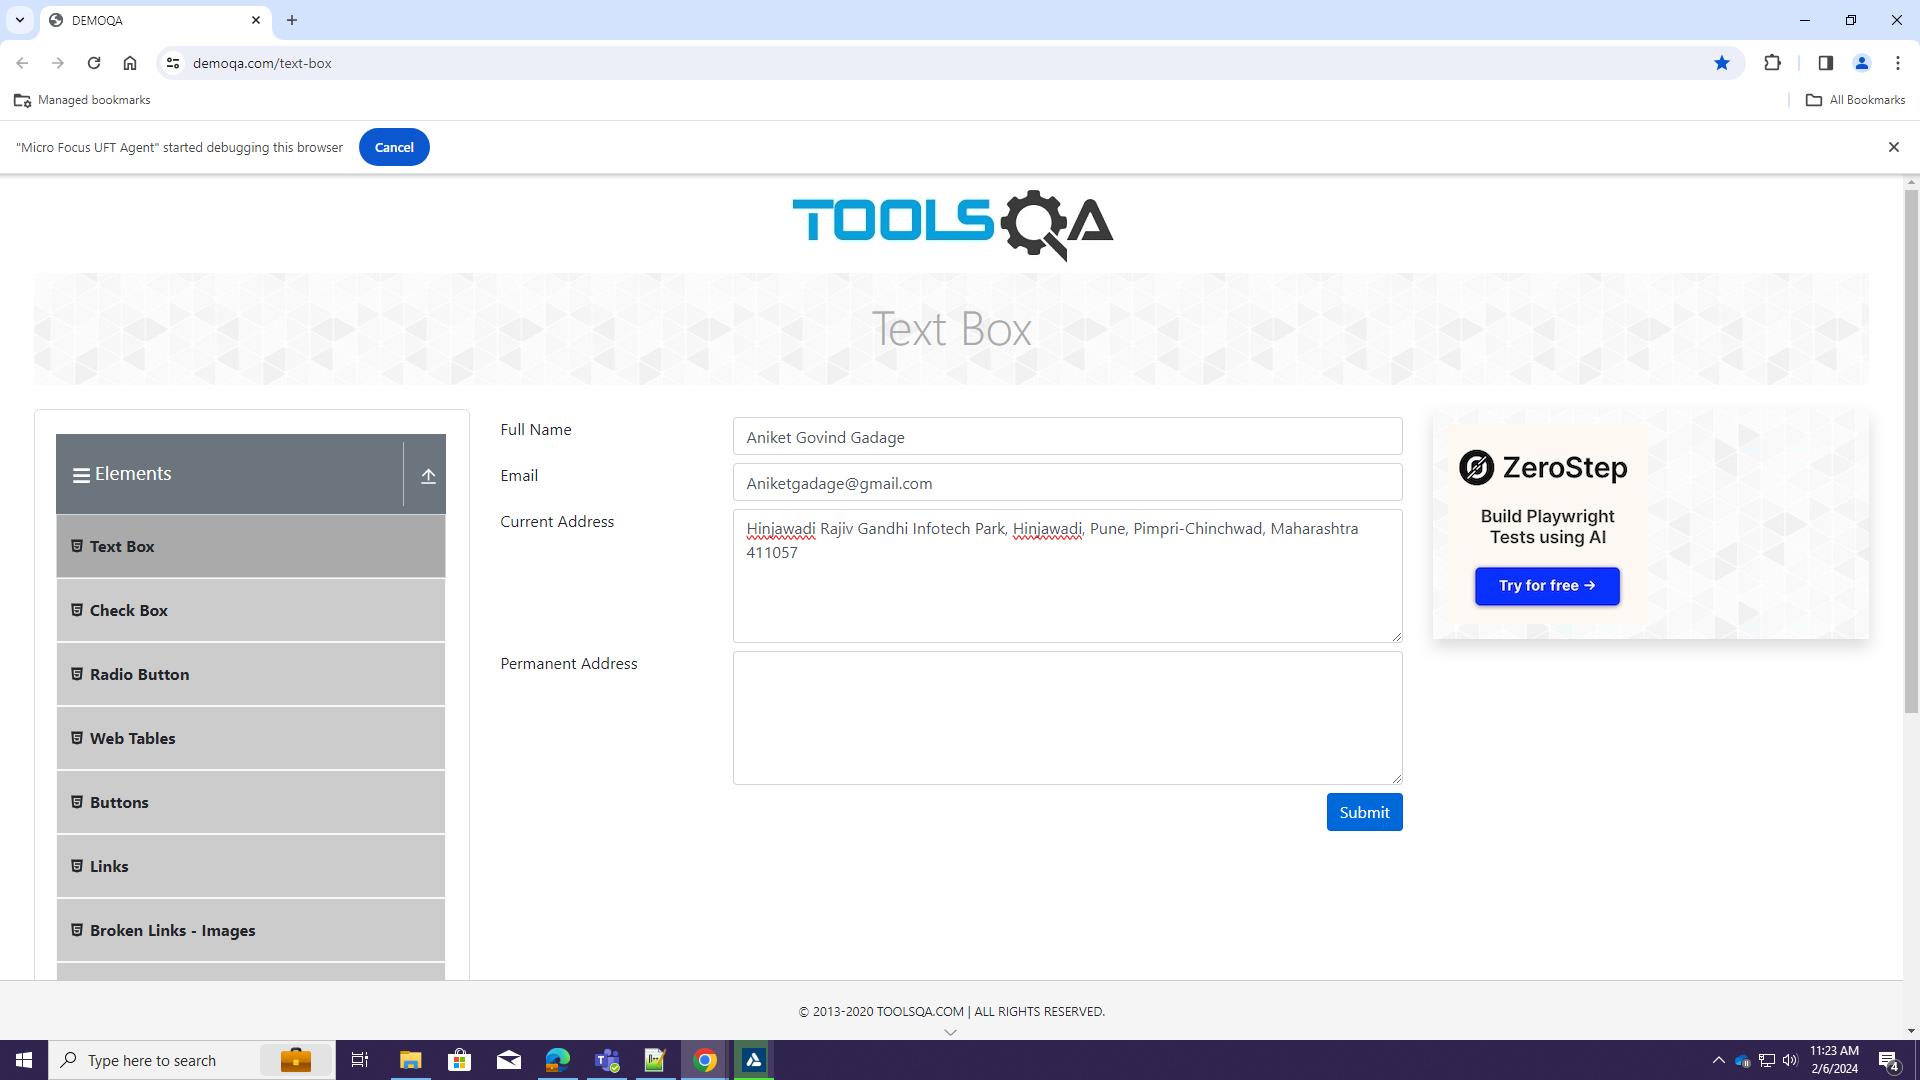 DEMOQA
demoqa.com/text-box
Managed bookmarks
All Bookmarks
"Micro Focus UFT Agent" started debugging this browser
Cancel
TOOLSQA
Text Box
Elements
Text Box
Check Box
Radio Button
Web Tables
Buttons
Links
Broken Links - Images
Full Name
Aniket Govind Gadage
Email
Aniketgadage@gmail.com
Current Address
Hinjawadi Rajiv Gandhi Infotech Park, Hinjawadi, Pune, Pimpri-Chinchwad, Maharashtra
411057
Permanent Address
Submit
ZeroStep
Build Playwright
Tests using AI
Try for free →
© 2013-2020 TOOLSQA.COM | ALL RIGHTS RESERVED.
Type here to search
11:23 AM
2/6/2024
4